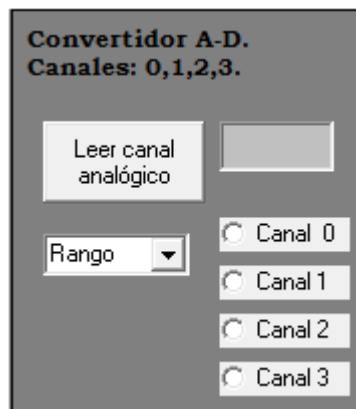 Convertidor A-D.
Canales: 0,1,2,3.
Leer canal
analógico
Rango
Canal 0
Canal 1
Canal 2
Canal 3